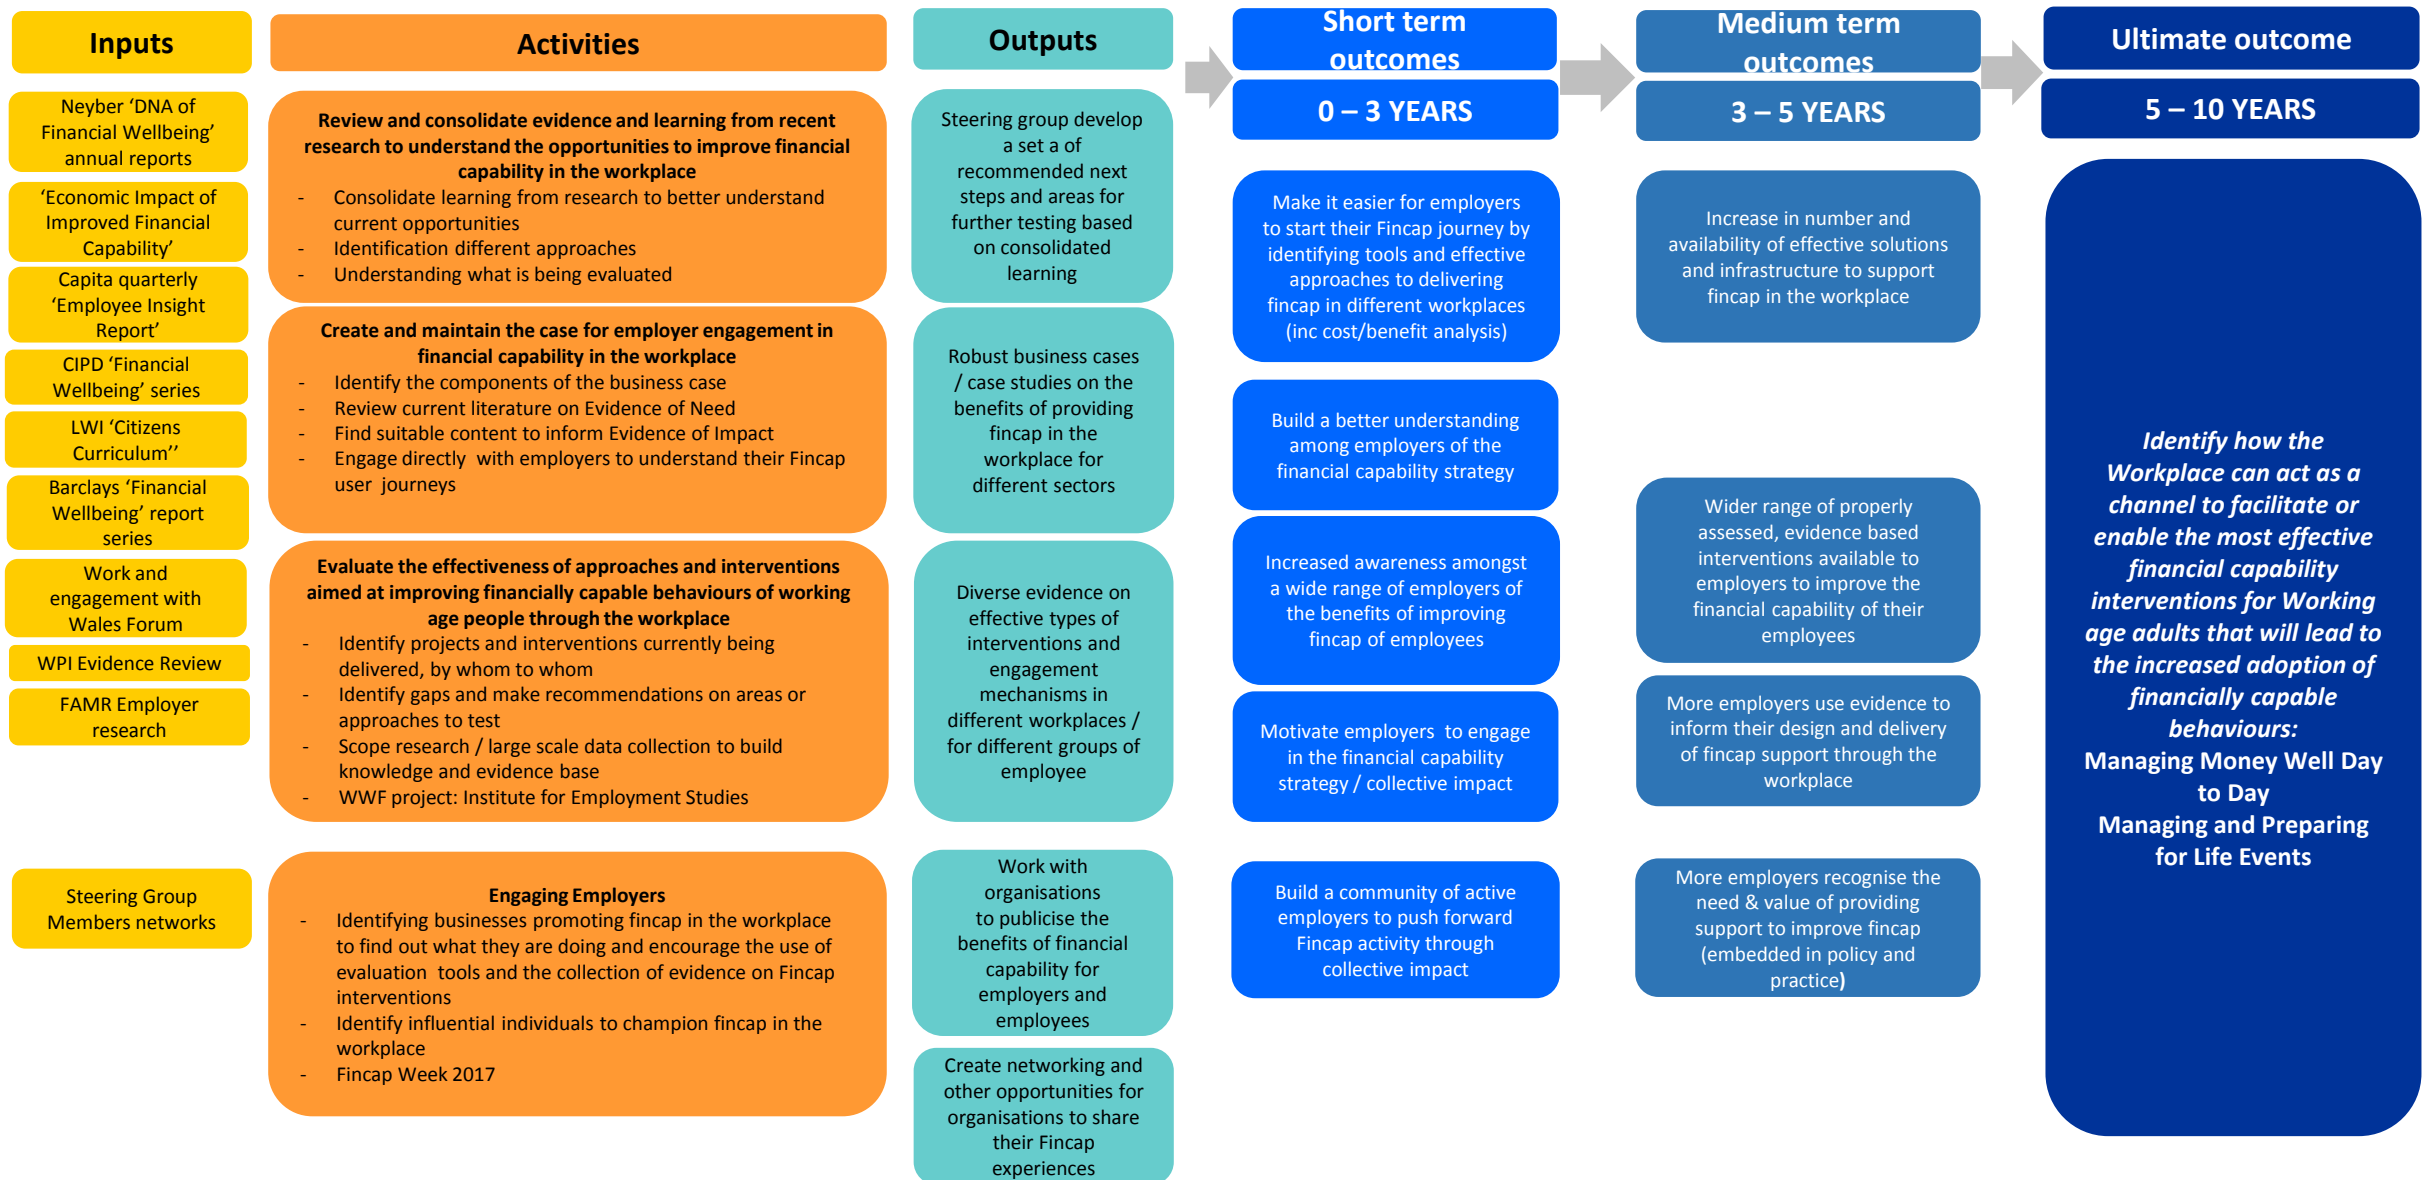 Inputs
Neyber ‘DNA of
Financial Wellbeing’
annual reports
‘Economic Impact of
Improved Financial
Capability’
Capita quarterly
‘Employee Insight
Report’
CIPD ‘Financial
Wellbeing’ series
LWI ‘Citizens
Curriculum’’
Barclays ‘Financial
Wellbeing’ report
series
Work and
engagement with
Wales Forum
WPI Evidence Review
FAMR Employer
research
Steering Group
Members networks
Activities
Review and consolidate evidence and learning from recent
research to understand the opportunities to improve financial
capability in the workplace
- Consolidate learning from research to better understand
current opportunities
- Identification different approaches
- Understanding what is being evaluated
Create and maintain the case for employer engagement in
financial capability in the workplace
- Identify the components of the business case
- Review current literature on Evidence of Need
- Find suitable content to inform Evidence of Impact
- Engage directly with employers to understand their Fincap
user journeys
Evaluate the effectiveness of approaches and interventions
aimed at improving financially capable behaviours of working
age people through the workplace
- Identify projects and interventions currently being
delivered, by whom to whom
- Identify gaps and make recommendations on areas or
approaches to test
- Scope research / large scale data collection to build
knowledge and evidence base
- WWF project: Institute for Employment Studies
Engaging Employers
- Identifying businesses promoting fincap in the workplace
to find out what they are doing and encourage the use of
evaluation tools and the collection of evidence on Fincap
interventions
- Identify influential individuals to champion fincap in the
workplace
- Fincap Week 2017
Outputs
Steering group develop
a set a of
recommended next
steps and areas for
further testing based
on consolidated
learning
Robust business cases
/ case studies on the
benefits of providing
fincap in the
workplace for
different sectors
Diverse evidence on
effective types of
interventions and
engagement
mechanisms in
different workplaces /
for different groups of
employee
Work with
organisations
to publicise the
benefits of financial
capability for
employers and
employees
Create networking and
other opportunities for
organisations to share
their Fincap
experiences
Short term
outcomes
0 – 3 YEARS
Make it easier for employers
to start their Fincap journey by
identifying tools and effective
approaches to delivering
fincap in different workplaces
(inc cost/benefit analysis)
Build a better understanding
among employers of the
financial capability strategy
Increased awareness amongst
a wide range of employers of
the benefits of improving
fincap of employees
Motivate employers to engage
in the financial capability
strategy / collective impact
Build a community of active
employers to push forward
Fincap activity through
collective impact
Medium term
outcomes
3 – 5 YEARS
Increase in number and
availability of effective solutions
and infrastructure to support
fincap in the workplace
Wider range of properly
assessed, evidence based
interventions available to
employers to improve the
financial capability of their
employees
More employers use evidence to
inform their design and delivery
of fincap support through the
workplace
More employers recognise the
need & value of providing
support to improve fincap
(embedded in policy and
practice)
Ultimate outcome
5 – 10 YEARS
Identify how the
Workplace can act as a
channel to facilitate or
enable the most effective
financial capability
interventions for Working
age adults that will lead to
the increased adoption of
financially capable
behaviours:
Managing Money Well Day
to Day
Managing and Preparing
for Life Events